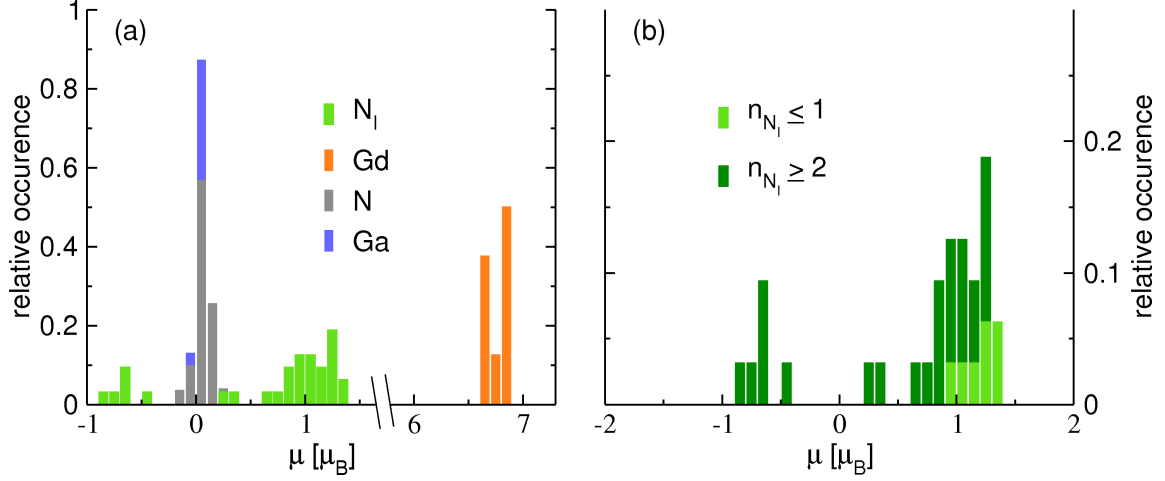 (a)
relative occurence
1
0.8
0.6
0.4
0.2
0
N_I
Gd
N
Ga
-1
0
1
6
7
μ [μ_B]
(b)
n_{N_I} ≤ 1
n_{N_I} ≥ 2
0.2
0.1
0
relative occurence
-2
-1
0
1
2
μ [μ_B]